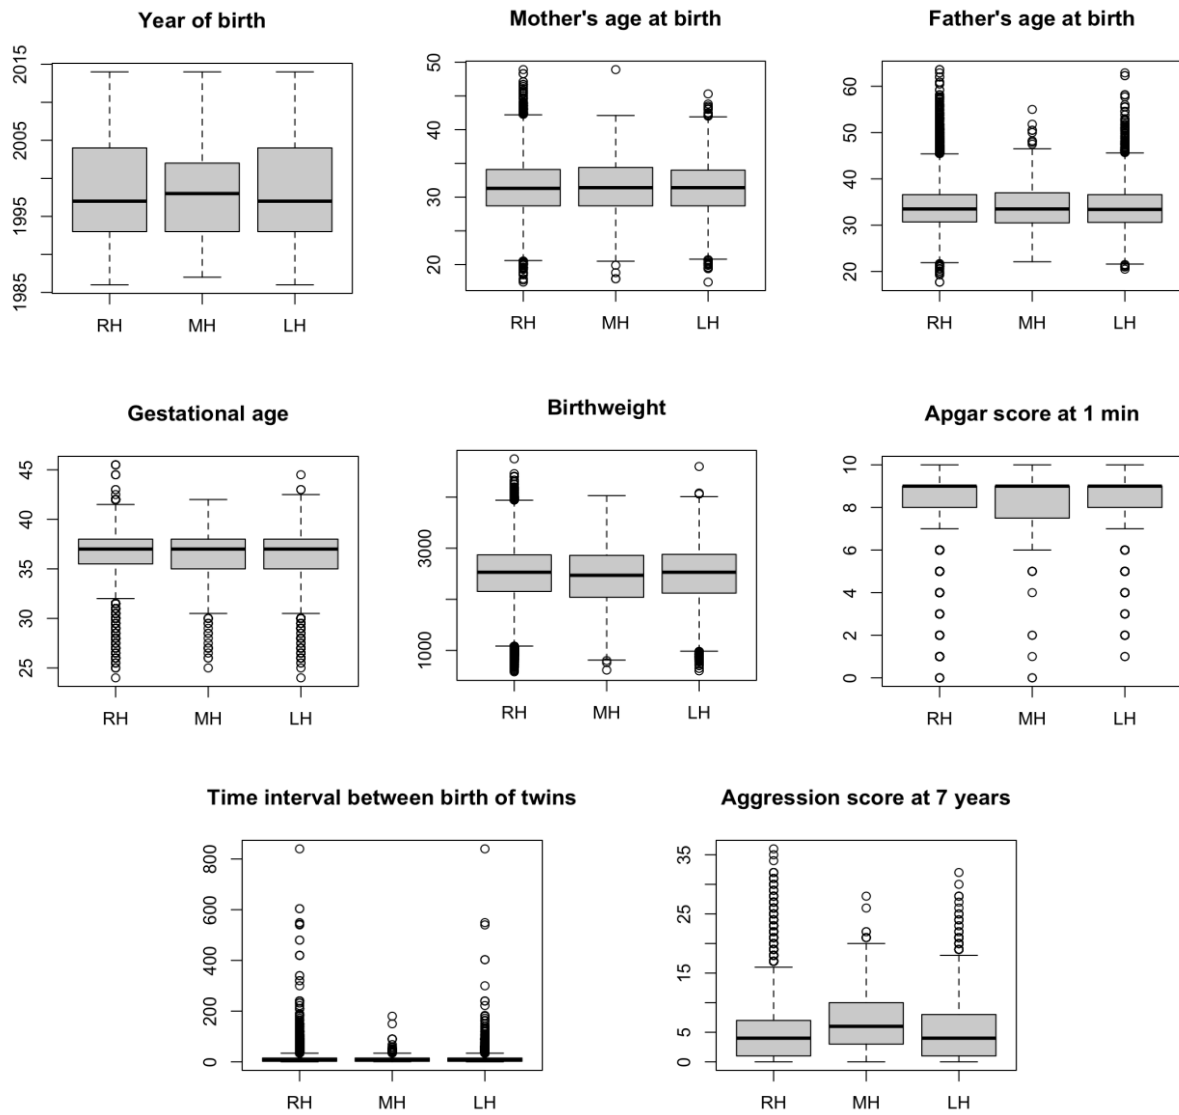 Year of birth
2015
2005
1995
1985
RH MH LH
Mother's age at birth
50
40
30
20
RH MH LH
Father's age at birth
60
50
40
30
20
RH MH LH
Gestational age
45
40
35
30
25
RH MH LH
Birthweight
3000
1000
RH MH LH
Apgar score at 1 min
10
8
6
4
2
0
RH MH LH
Time interval between birth of twins
800
600
400
200
0
RH MH LH
Aggression score at 7 years
35
25
15
5
0
RH MH LH